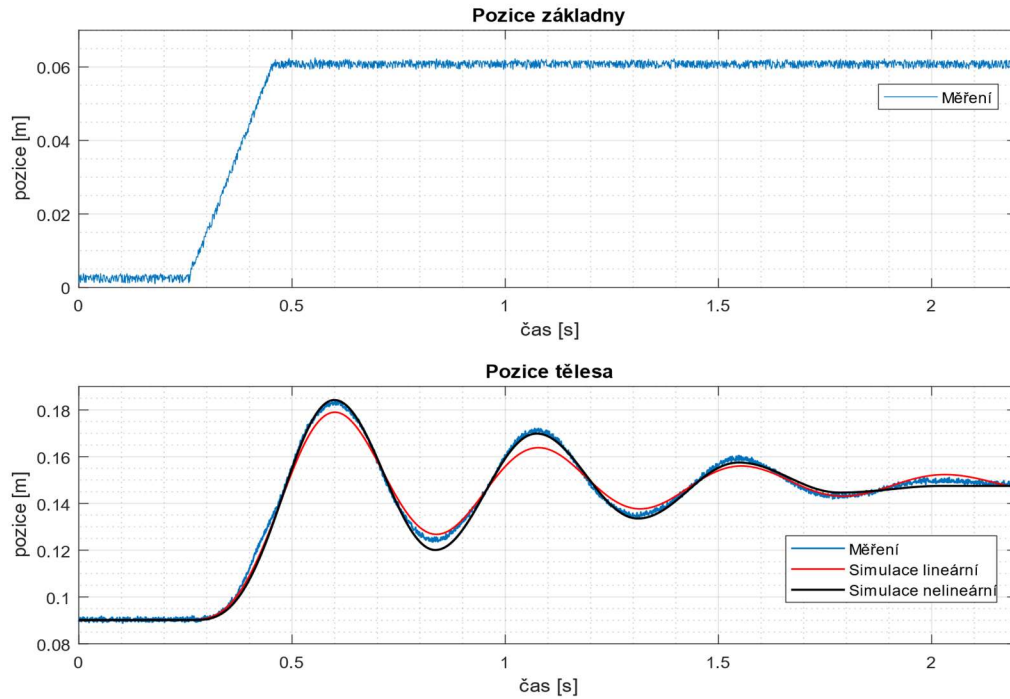 Pozice základny
0.06
0.04
0.02
0
pozice [m]
Měření
0
0.5
1
1.5
2
čas [s]
Pozice tělesa
0.18
0.16
0.14
0.12
0.1
0.08
pozice [m]
Měření
Simulace lineární
Simulace nelineární
0
0.5
1
1.5
2
čas [s]